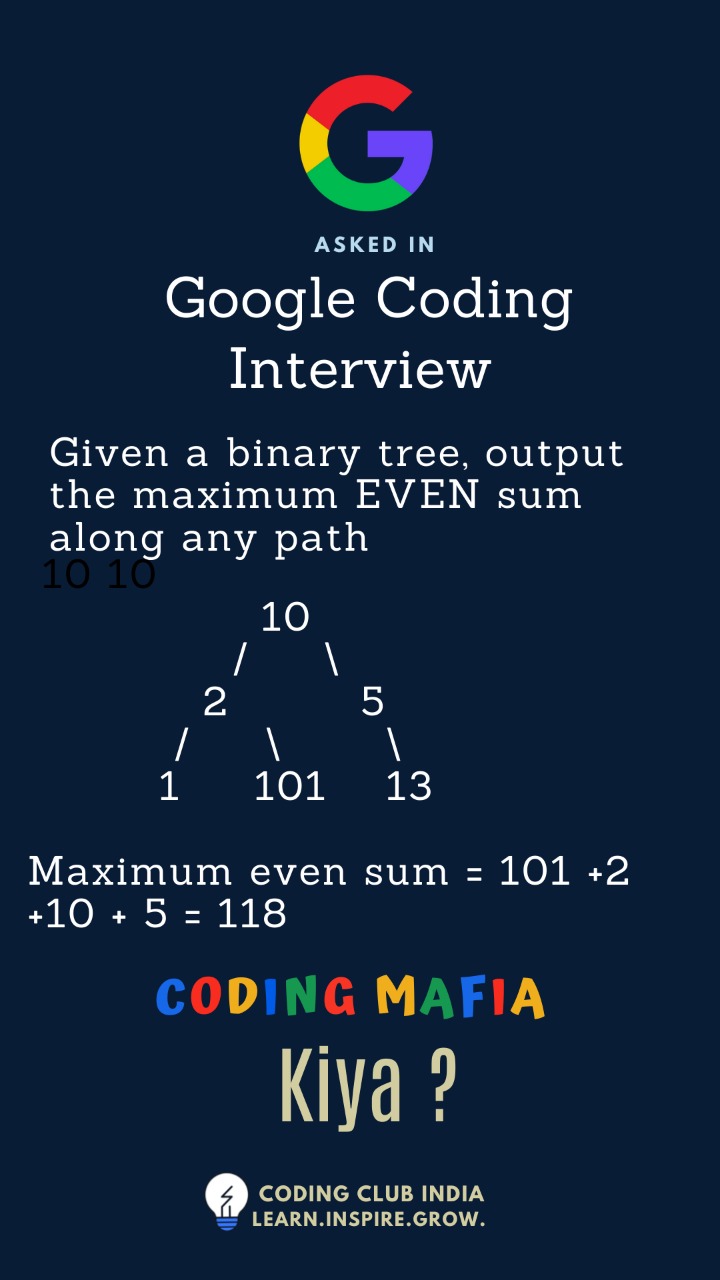 ASKED IN
Google Coding
Interview
Given a binary tree, output
the maximum EVEN sum
along any path
10 10
10
/ \
2 5
/ \ \
1 101 13
Maximum even sum = 101 +2
+10 + 5 = 118
CODING MAFIA
Kiya ?
CODING CLUB INDIA
LEARN.INSPIRE.GROW.